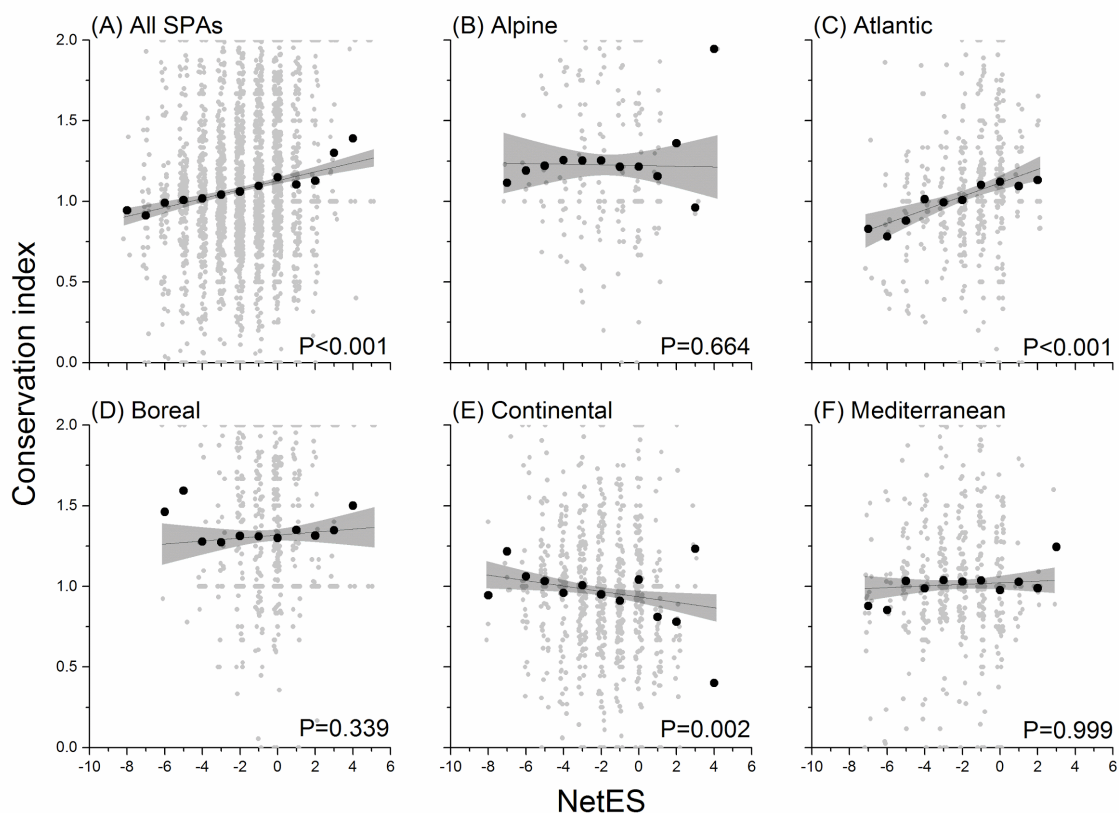 (A) All SPAs
(B) Alpine
(C) Atlantic
2.0
1.5
1.0
0.5
0.0
P<0.001
P=0.664
P<0.001
Conservation index
(D) Boreal
(E) Continental
(F) Mediterranean
2.0
1.5
1.0
0.5
0.0
P=0.339
P=0.002
P=0.999
-10 -8 -6 -4 -2 0 2 4 6 -10 -8 -6 -4 -2 0 2 4 6 -10 -8 -6 -4 -2 0 2 4 6
NetES